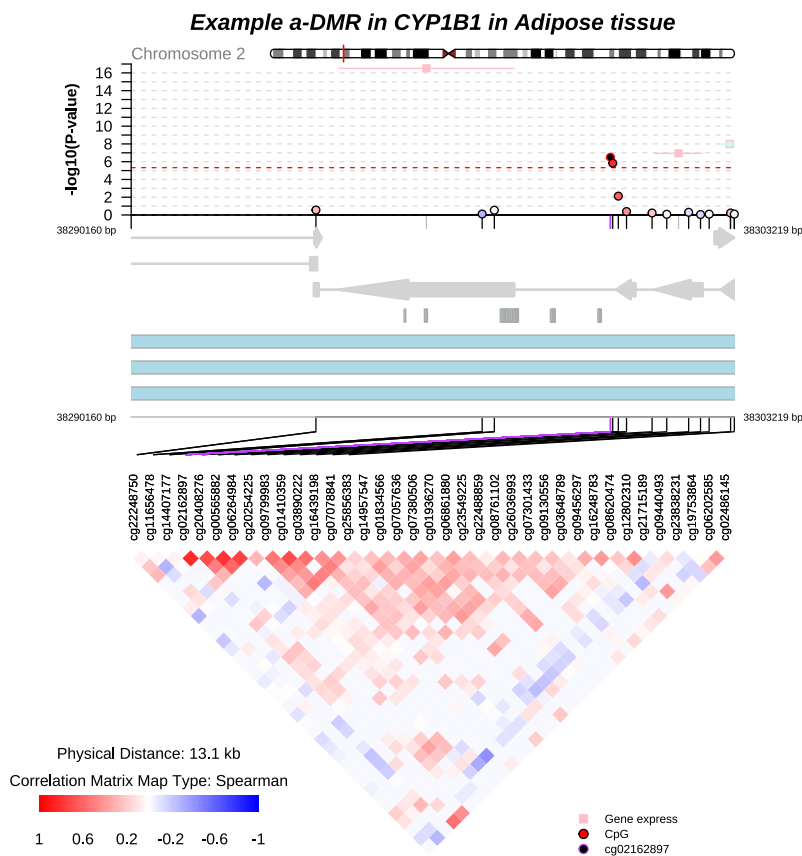 Example a-DMR in CYP1B1 in Adipose tissue
Chromosome 2
-log10(P-value)
16
14
12
10
8
6
4
2
0
38290160 bp
38303219 bp
38290160 bp
38303219 bp
cg22248750
cg11656478
cg14407177
cg02162897
cg20408276
cg00565882
cg06264984
cg20254225
cg09799983
cg01410359
cg03890222
cg16439198
cg07078841
cg25856383
cg14957547
cg01834566
cg07057636
cg07380506
cg01936270
cg06861880
cg23549225
cg22488859
cg08761102
cg26036993
cg07301433
cg09130556
cg03648789
cg09456297
cg16248783
cg08620474
cg12802310
cg21715189
cg09440493
cg23838231
cg19753864
cg06202585
cg02486145
Physical Distance: 13.1 kb
Correlation Matrix Map Type: Spearman
1 0.6 0.2 -0.2 -0.6 -1
Gene express
CpG
cg02162897